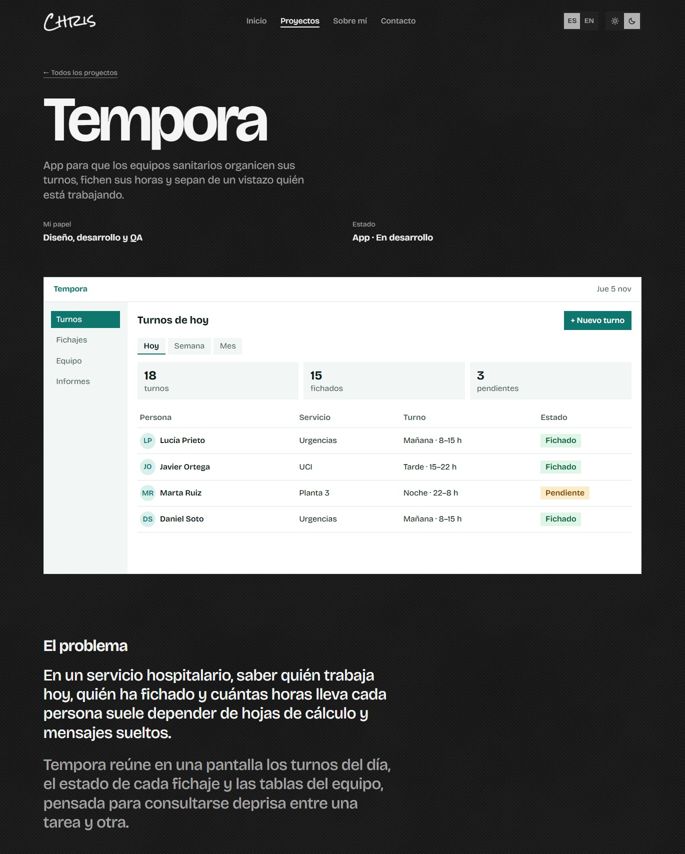 CHRIS
Inicio
Proyectos
Sobre mí
Contacto
ES
EN
← Todos los proyectos
Tempora
App para que los equipos sanitarios organicen sus
turnos, fichen sus horas y sepan de un vistazo quién
está trabajando.
Mi papel
Diseño, desarrollo y QA
Estado
App · En desarrollo
Tempora
Jue 5 nov
Turnos
Fichajes
Equipo
Informes
Turnos de hoy
+ Nuevo turno
Hoy
Semana
Mes
18
turnos
15
fichados
3
pendientes
Persona Servicio Turno Estado
LP Lucía Prieto Urgencias Mañana · 8–15 h Fichado
JO Javier Ortega UCI Tarde · 15–22 h Fichado
MR Marta Ruiz Planta 3 Noche · 22–8 h Pendiente
DS Daniel Soto Urgencias Mañana · 8–15 h Fichado
El problema
En un servicio hospitalario, saber quién trabaja
hoy, quién ha fichado y cuántas horas lleva cada
persona suele depender de hojas de cálculo y
mensajes sueltos.
Tempora reúne en una pantalla los turnos del día,
el estado de cada fichaje y las tablas del equipo,
pensada para consultarse deprisa entre una
tarea y otra.